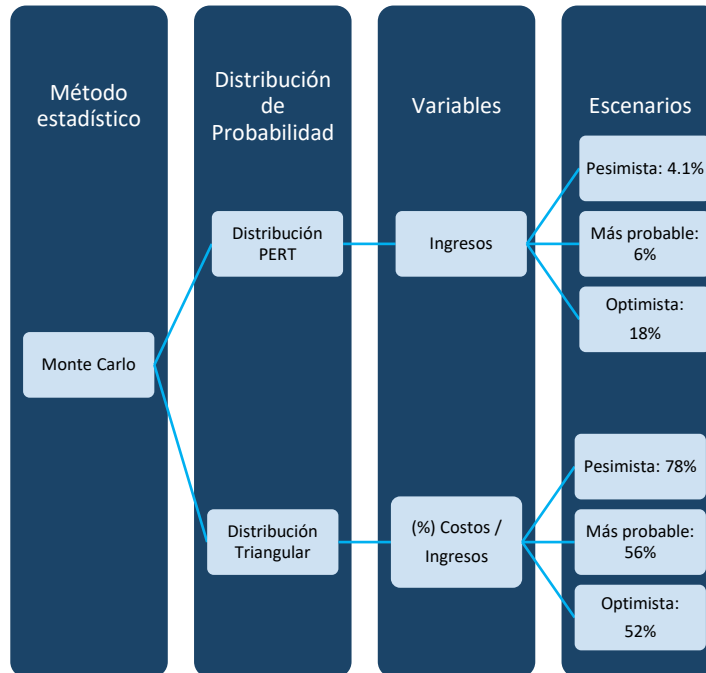 Método
estadístico
Distribución
de
Probabilidad
Variables
Escenarios
Monte Carlo
Distribución
PERT
Ingresos
Pesimista: 4.1%
Más probable:
6%
Optimista:
18%
Distribución
Triangular
(%) Costos /
Ingresos
Pesimista: 78%
Más probable:
56%
Optimista:
52%